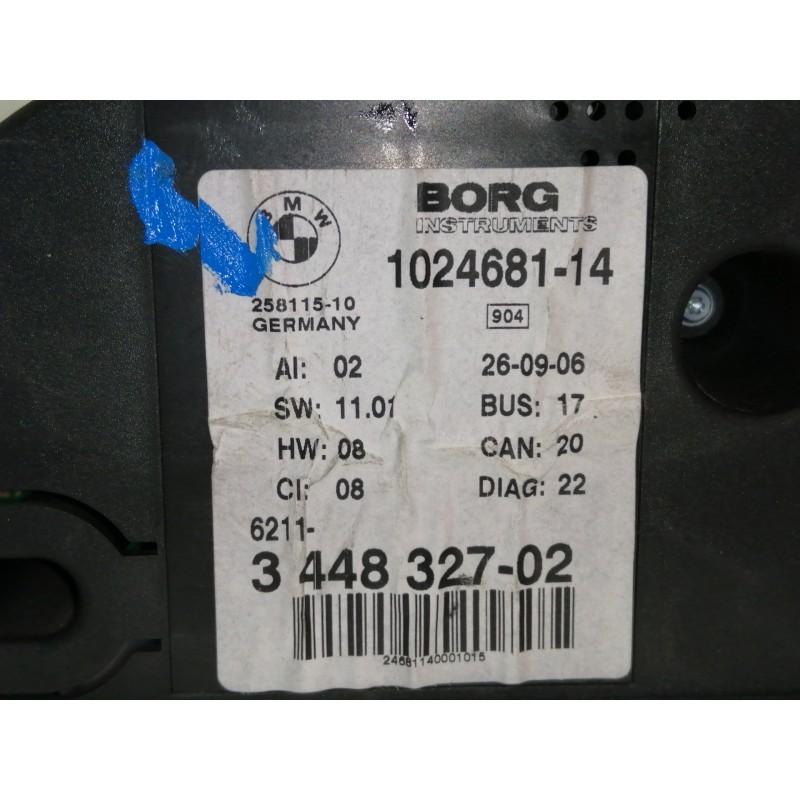 BMW
BORG
INSTRUMENTS
1024681-14
258115-10
GERMANY
904
AI: 02
26-09-06
SW: 11.01
BUS: 17
HW: 08
CAN: 20
CI: 08
DIAG: 22
6211-
3 448 327-02
24681140001015